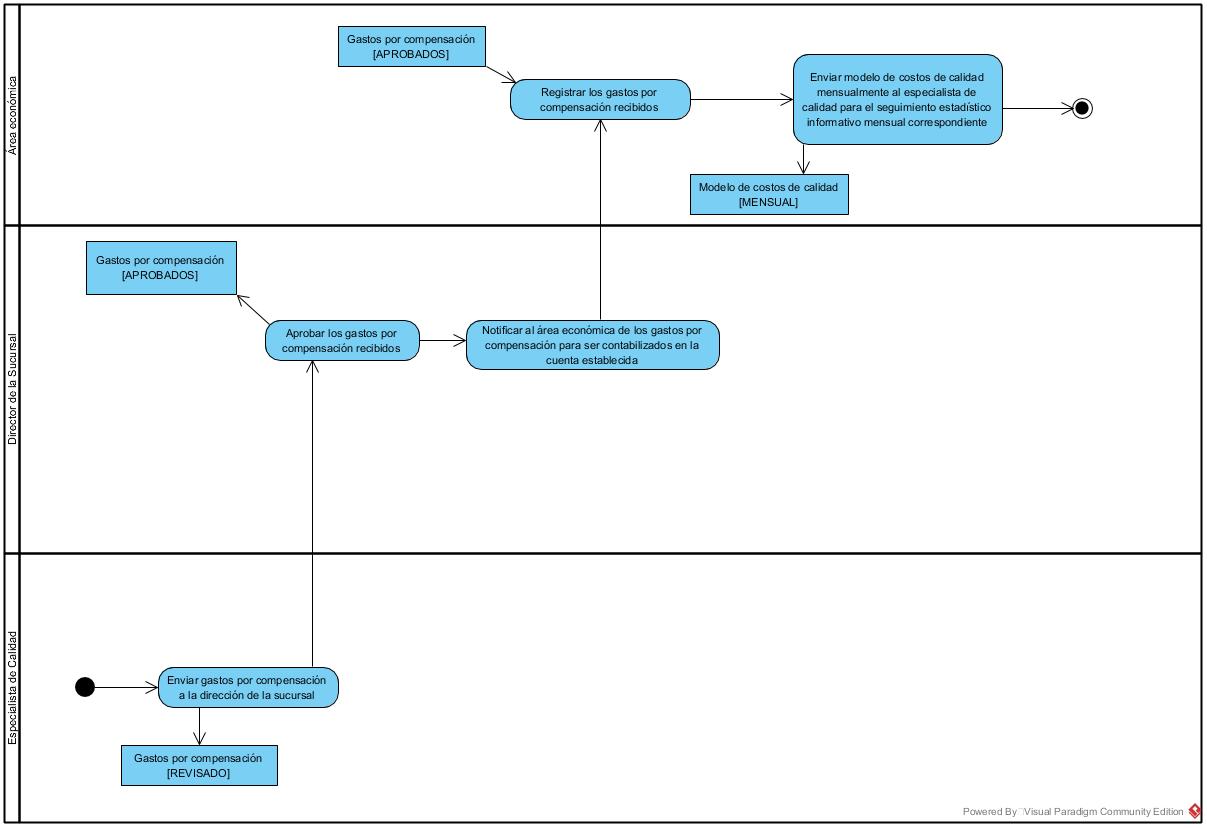 Área económica
Gastos por compensación
[APROBADOS]
Registrar los gastos por
compensación recibidos
Enviar modelo de costos de calidad
mensualmente al especialista de
calidad para el seguimiento estadístico
informativo mensual correspondiente
Modelo de costos de calidad
[MENSUAL]
Director de la Sucursal
Gastos por compensación
[APROBADOS]
Aprobar los gastos por
compensación recibidos
Notificar al área económica de los gastos por
compensación para ser contabilizados en la
cuenta establecida
Especialista de Calidad
Enviar gastos por compensación
a la dirección de la sucursal
Gastos por compensación
[REVISADO]
Powered By Visual Paradigm Community Edition